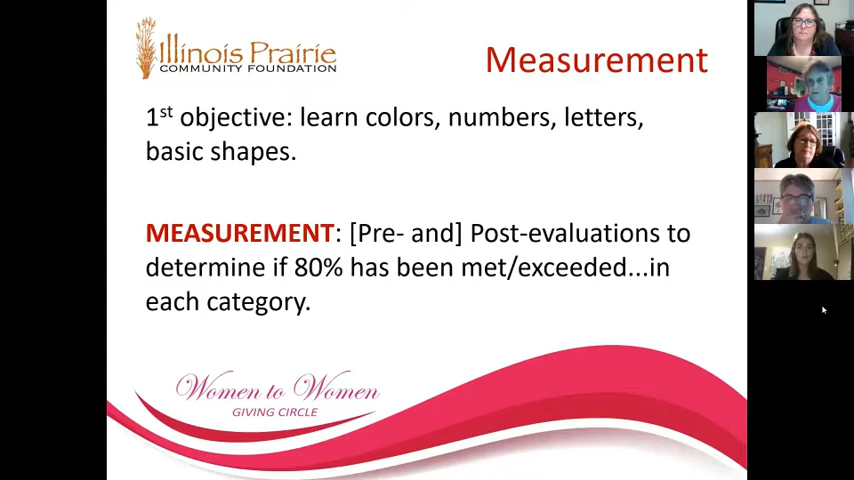 Illinois Prairie
COMMUNITY FOUNDATION
Measurement
1st objective: learn colors, numbers, letters,
basic shapes.
MEASUREMENT: [Pre- and] Post-evaluations to
determine if 80% has been met/exceeded...in
each category.
Women to Women
GIVING CIRCLE